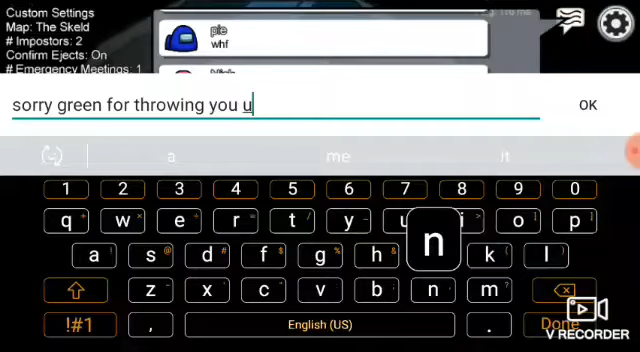 Custom Settings
Map: The Skeld
# Impostors: 2
Confirm Ejects: On
# Emergency Meetings: 1
pie
whf
sorry green for throwing you u
OK
a me it
1 2 3 4 5 6 7 8 9 0
q w e r t y u i o p
a s d f g h n k l
z x c v b n m
!#1 , English (US) . Done
V RECORDER